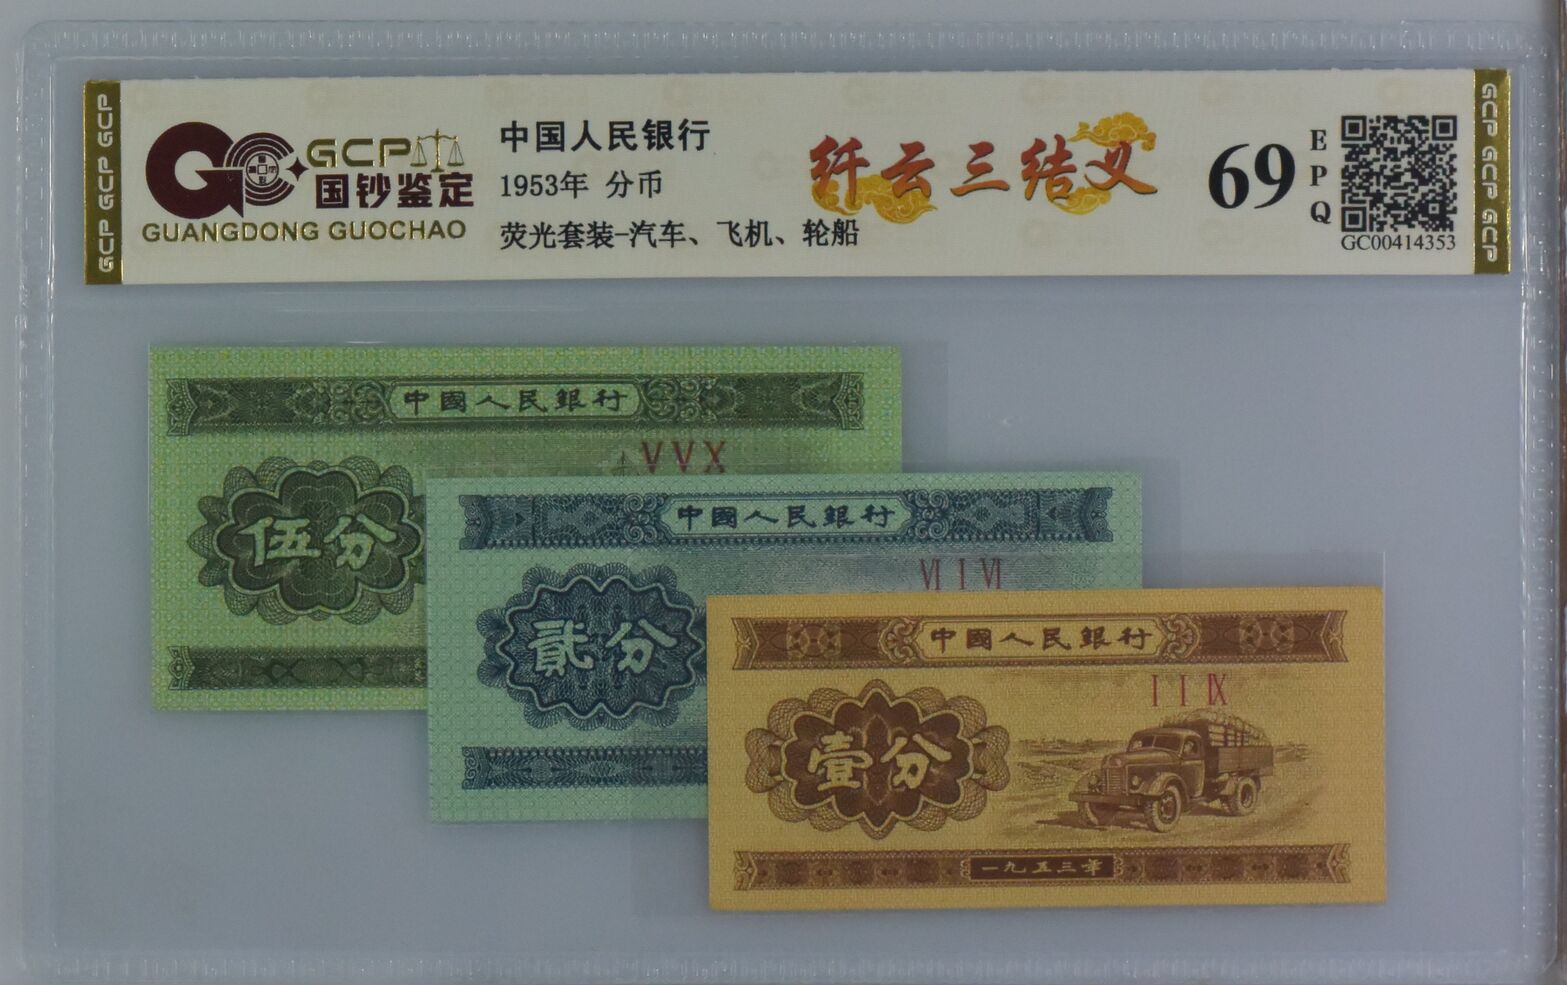 GCP GCP GCP
GCP
国钞鉴定
GUANGDONG GUOCHAO
中国人民银行
1953年 分币
荧光套装-汽车、飞机、轮船
纤云三结义
69
EPQ
GC00414353
GCP GCP GCP
中國人民銀行
VVX
伍分
中國人民銀行
VI I VI
貳分
中國人民銀行
I I IX
壹分
一九五三年